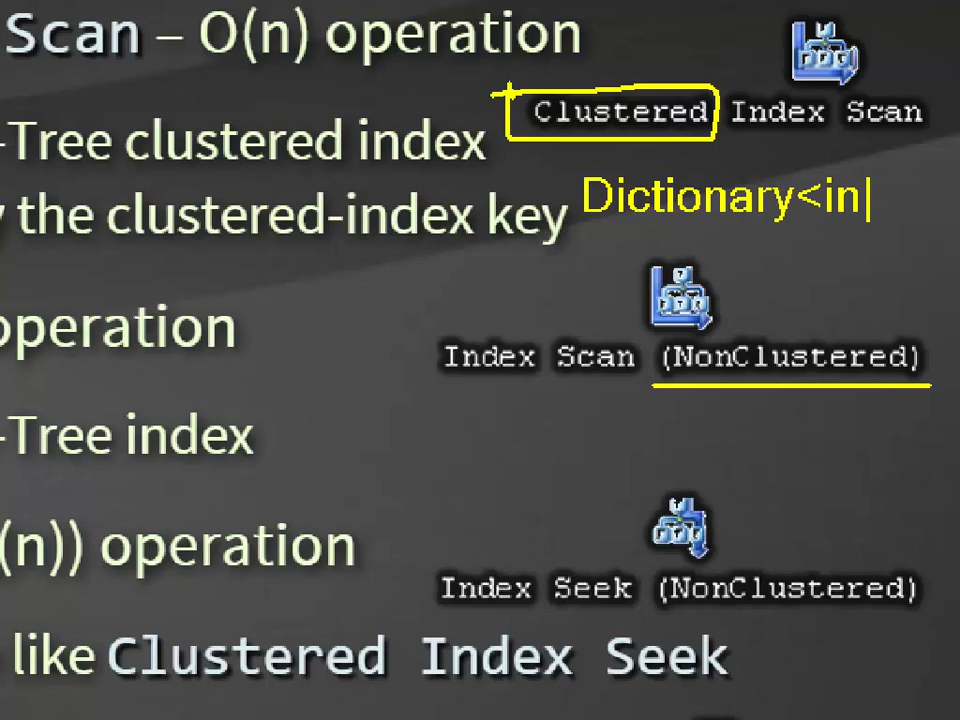 Scan – O(n) operation
Clustered Index Scan
-Tree clustered index
the clustered-index key
Dictionary<in|
operation
Index Scan (NonClustered)
-Tree index
(n)) operation
Index Seek (NonClustered)
like Clustered Index Seek